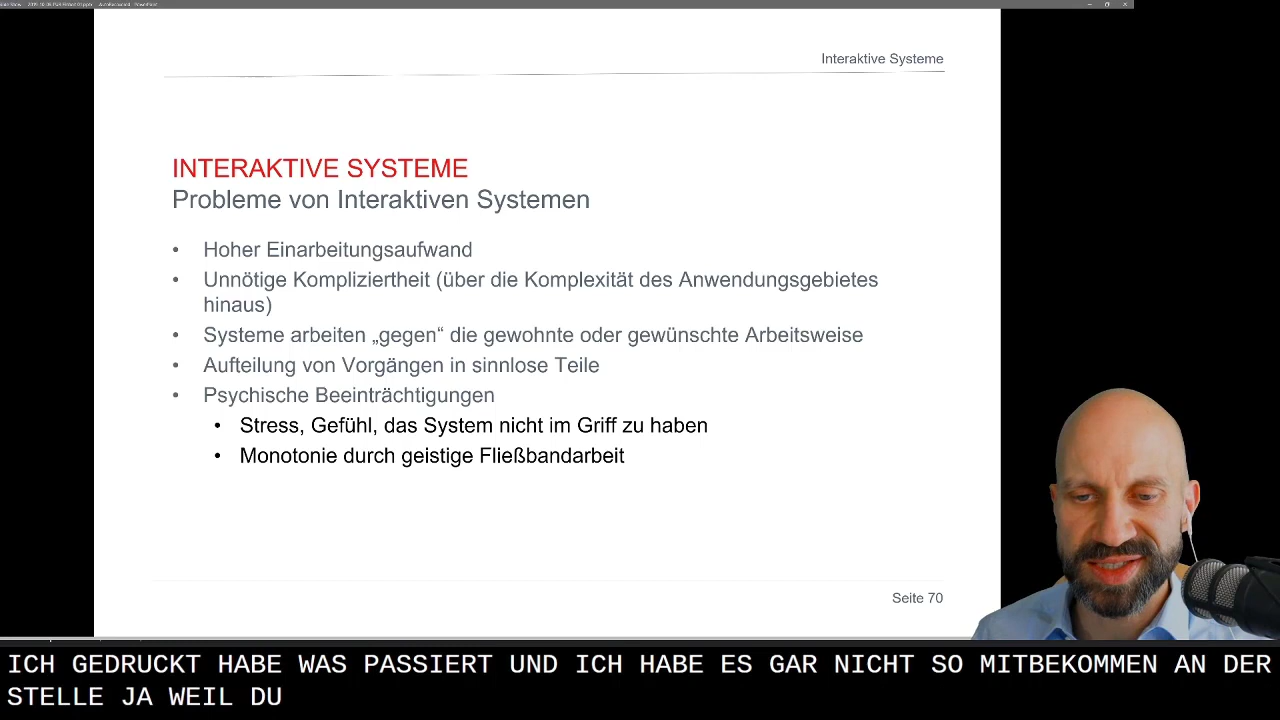 Interaktive Systeme
INTERAKTIVE SYSTEME
Probleme von Interaktiven Systemen
• Hoher Einarbeitungsaufwand
• Unnötige Kompliziertheit (über die Komplexität des Anwendungsgebietes
hinaus)
• Systeme arbeiten „gegen“ die gewohnte oder gewünschte Arbeitsweise
• Aufteilung von Vorgängen in sinnlose Teile
• Psychische Beeinträchtigungen
• Stress, Gefühl, das System nicht im Griff zu haben
• Monotonie durch geistige Fließbandarbeit
Seite 70
ICH GEDRUCKT HABE WAS PASSIERT UND ICH HABE ES GAR NICHT SO MITBEKOMMEN AN DER
STELLE JA WEIL DU